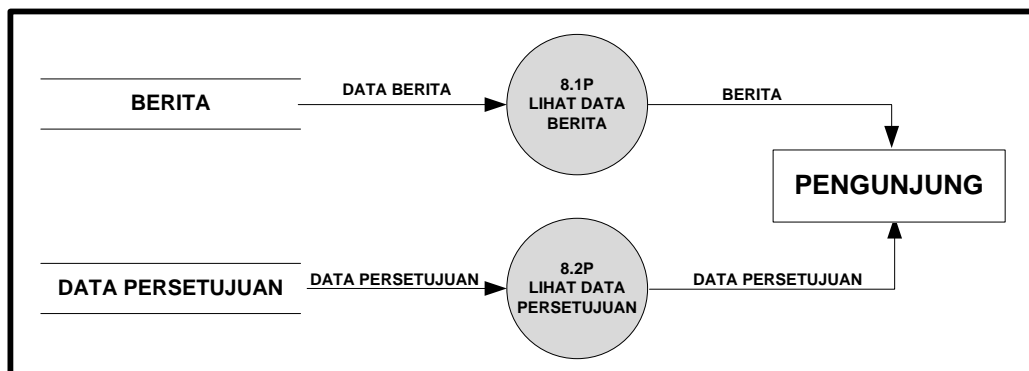 BERITA
DATA BERITA
8.1P
LIHAT DATA
BERITA
BERITA
PENGUNJUNG
DATA PERSETUJUAN
DATA PERSETUJUAN
8.2P
LIHAT DATA
PERSETUJUAN
DATA PERSETUJUAN